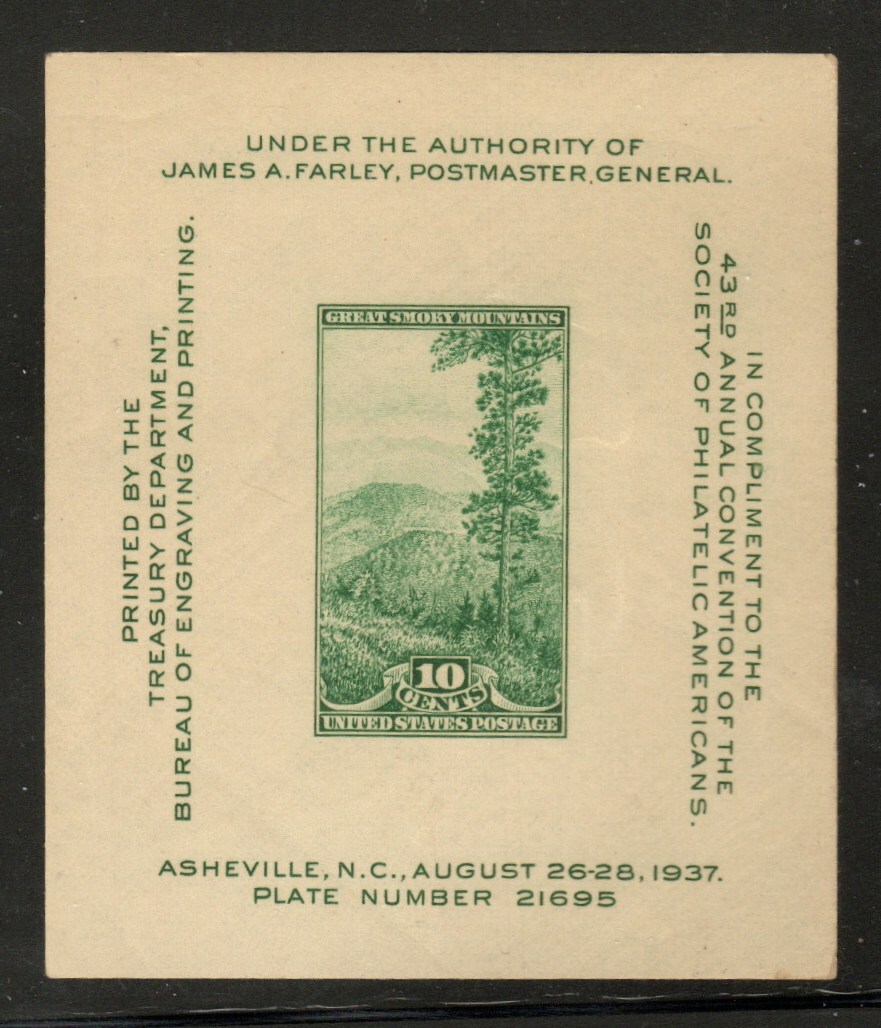 UNDER THE AUTHORITY OF
JAMES A. FARLEY, POSTMASTER GENERAL.
PRINTED BY THE
TREASURY DEPARTMENT,
BUREAU OF ENGRAVING AND PRINTING.
GREAT SMOKY MOUNTAINS
10
CENTS
UNITED STATES POSTAGE
IN COMPLIMENT TO THE
43RD ANNUAL CONVENTION OF THE
SOCIETY OF PHILATELIC AMERICANS.
ASHEVILLE, N.C., AUGUST 26-28, 1937.
PLATE NUMBER 21695